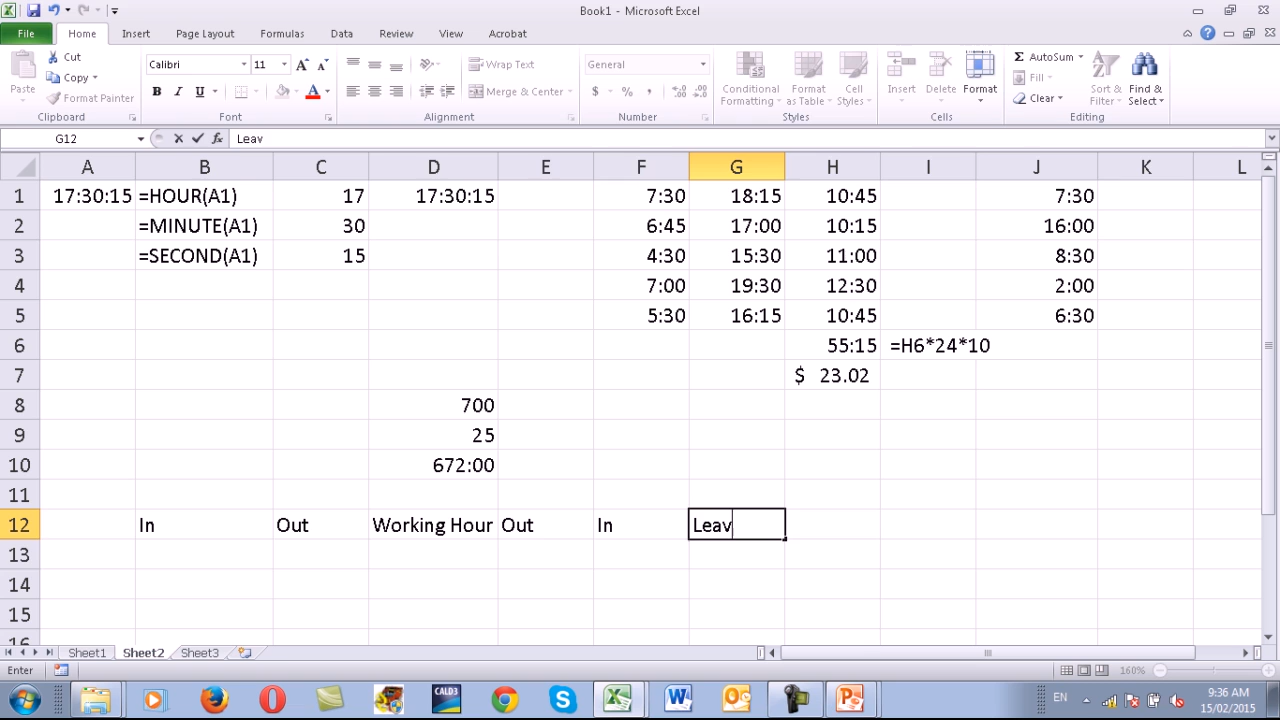 Book1 - Microsoft Excel
File Home Insert Page Layout Formulas Data Review View Acrobat
Cut
Copy
Format Painter
Paste
Clipboard
Calibri 11
B I U
Font
Wrap Text
Merge & Center
Alignment
General
$ % ,
Number
Conditional Formatting
Format as Table
Cell Styles
Styles
Insert Delete Format
Cells
AutoSum
Fill
Clear
Sort & Filter
Find & Select
Editing
G12 fx Leav
A B C D E F G H I J K L
1 17:30:15 =HOUR(A1) 17 17:30:15 7:30 18:15 10:45 7:30
2 =MINUTE(A1) 30 6:45 17:00 10:15 16:00
3 =SECOND(A1) 15 4:30 15:30 11:00 8:30
4 7:00 19:30 12:30 2:00
5 5:30 16:15 10:45 6:30
6 55:15 =H6*24*10
7 $ 23.02
8 700
9 25
10 672:00
11
12 In Out Working Hour Out In Leav
13
14
15
16
Sheet1 Sheet2 Sheet3
Enter 160%
CALD3
EN 9:36 AM
15/02/2015